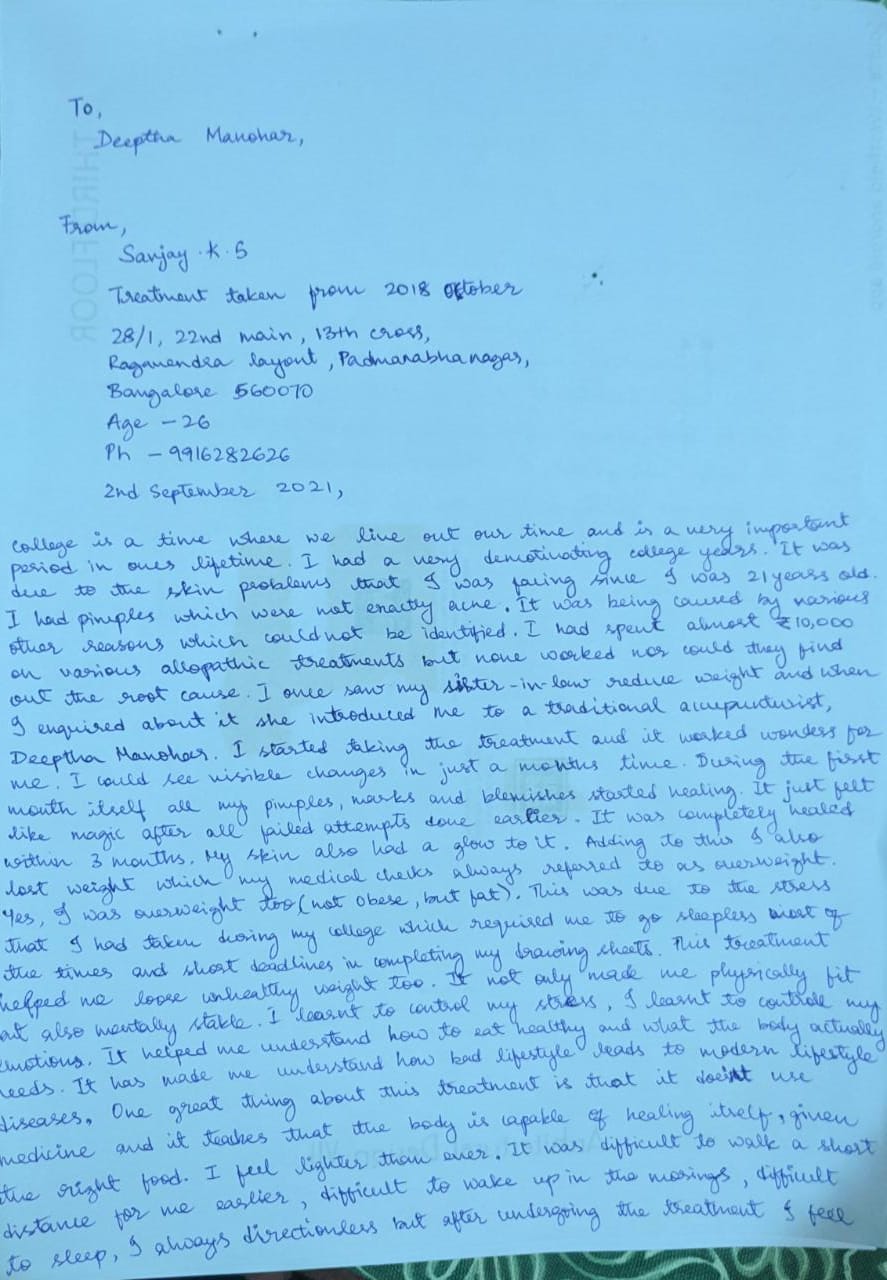 To,
Deeptha Manohar,
From,
Sanjay .K.S
Treatment taken from 2018 october
28/1, 22nd main, 13th cross,
Ragavendra layout, Padmanabhanagar,
Bangalore 560070
Age - 26
Ph - 9916282626
2nd September 2021,
college is a time where we live out our time and is a very important
period in ones lifetime. I had a very demotivating college years. It was
due to the skin problems that I was facing since I was 21 years old.
I had pimples which were not exactly acne. It was being caused by various
other reasons which could not be identified. I had spent almost ₹10,000
on various allopathic treatments but none worked nor could they find
out the root cause. I once saw my sister-in-law reduce weight and when
I enquired about it she introduced me to a traditional acupuncturist,
Deeptha Manohar. I started taking the treatment and it worked wonders for
me. I could see visible changes in just a months time. During the first
month itself all my pimples, marks and blemishes started healing. It just felt
like magic after all failed attempts done earlier. It was completely healed
within 3 months. My skin also had a glow to it. Adding to this I also
lost weight which my medical checks always referred to as overweight.
Yes, I was overweight too (not obese, but fat). This was due to the stress
that I had taken during my college which required me to go sleepless most of
the times and short deadlines in completing my drawing sheets. This treatment
helped me loose unhealthy weight too. It not only made me physically fit
but also mentally stable. I learnt to control my stress, I learnt to controle my
emotions. It helped me understand how to eat healthy and what the body actually
needs. It has made me understand how bad lifestyle leads to modern lifestyle
diseases. One great thing about this treatment is that it doesnt use
medicine and it teaches that the body is capable of healing itself, given
the right food. I feel lighter than ever. It was difficult to walk a short
distance for me earlier, difficult to wake up in the mornings, difficult
to sleep, I always directionless but after undergoing the treatment I feel
THIRD FLOOR